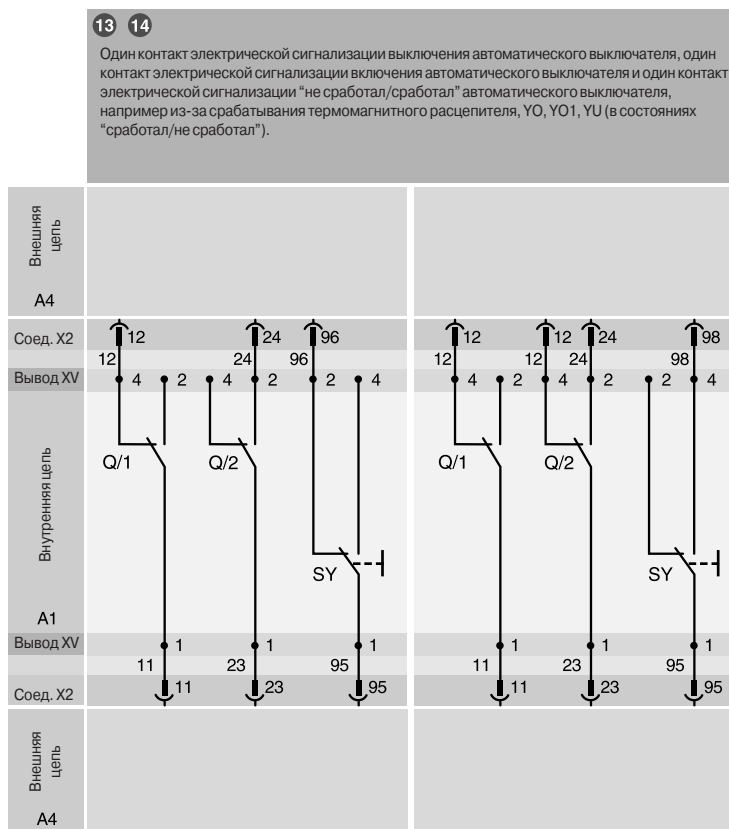 13 14
Один контакт электрической сигнализации выключения автоматического выключателя, один
контакт электрической сигнализации включения автоматического выключателя и один контакт
электрической сигнализации “не сработал/сработал” автоматического выключателя,
например из-за срабатывания термомагнитного расцепителя, YO, YO1, YU (в состояниях
“сработал/не сработал”).
Внешняя
цепь
A4
Соед. X2 12 24 96 12 12 24 98
12 24 96 12 12 24 98
Вывод XV 4 2 4 2 2 4 4 2 4 2 2 4
Q/1 Q/2 Q/1 Q/2
Внутренняя цепь
SY SY
A1
Вывод XV 1 1 1 1 1 1
11 23 95 11 23 95
Соед. X2 11 23 95 11 23 95
Внешняя
цепь
A4